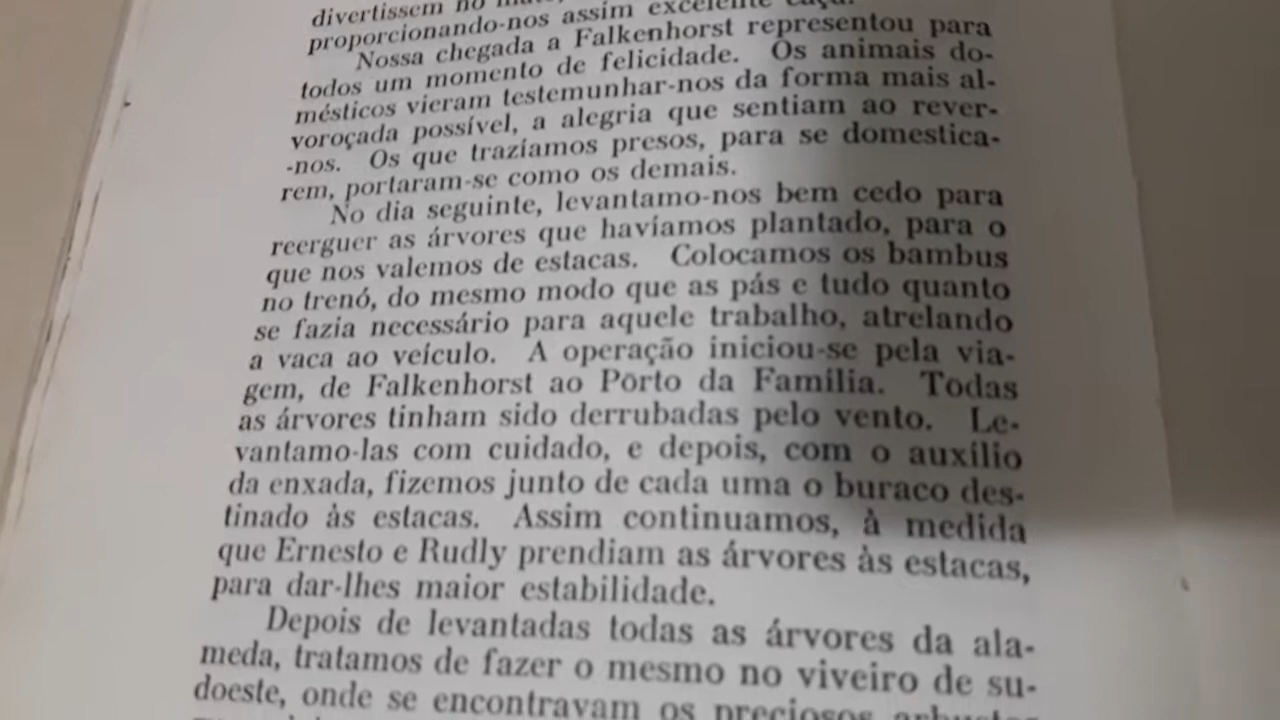 divertissem no
proporcionando-nos assim excelente caça.
Nossa chegada a Falkenhorst representou para
todos um momento de felicidade. Os animais do-
mésticos vieram testemunhar-nos da forma mais al-
voroçada possível, a alegria que sentiam ao rever-
-nos. Os que trazíamos presos, para se domestica-
rem, portaram-se como os demais.
No dia seguinte, levantamo-nos bem cedo para
reerguer as árvores que havíamos plantado, para o
que nos valemos de estacas. Colocamos os bambus
no trenó, do mesmo modo que as pás e tudo quanto
se fazia necessário para aquele trabalho, atrelando
a vaca ao veículo. A operação iniciou-se pela via-
gem, de Falkenhorst ao Pôrto da Família. Todas
as árvores tinham sido derrubadas pelo vento. Le-
vantamo-las com cuidado, e depois, com o auxílio
da enxada, fizemos junto de cada uma o buraco des-
tinado às estacas. Assim continuamos, à medida
que Ernesto e Rudly prendiam as árvores às estacas,
para dar-lhes maior estabilidade.
Depois de levantadas todas as árvores da ala-
meda, tratamos de fazer o mesmo no viveiro de su-
doeste, onde se encontravam os preciosos arbustos